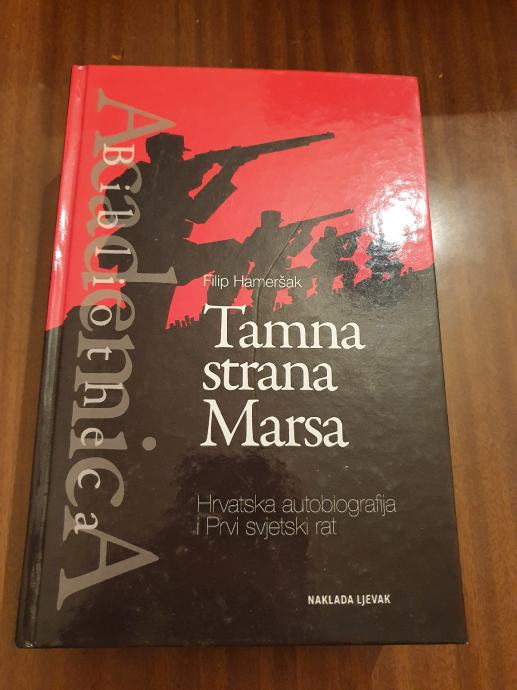 Bibliotheca
AcademicA
Filip Hameršak
Tamna
strana
Marsa
Hrvatska autobiografija
i Prvi svjetski rat
NAKLADA LJEVAK